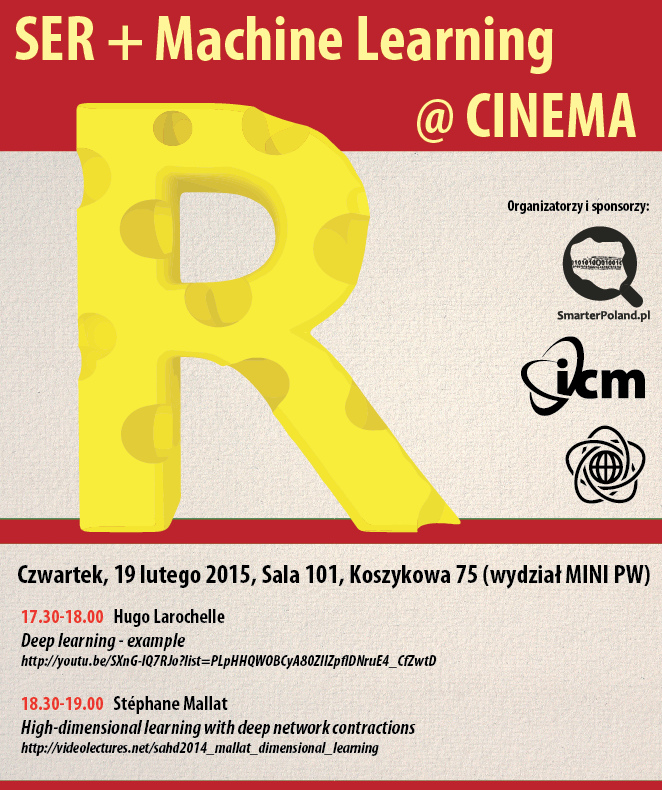 SER + Machine Learning
@ CINEMA
R
Organizatorzy i sponsorzy:
SmarterPoland.pl
icm
Czwartek, 19 lutego 2015, Sala 101, Koszykowa 75 (wydział MINI PW)
17.30-18.00 Hugo Larochelle
Deep learning - example
http://youtu.be/SXnG-lQ7RJo?list=PLpHHQWOBCyA80ZIIZpfIDNruE4_CfZwtD
18.30-19.00 Stéphane Mallat
High-dimensional learning with deep network contractions
http://videolectures.net/sahd2014_mallat_dimensional_learning